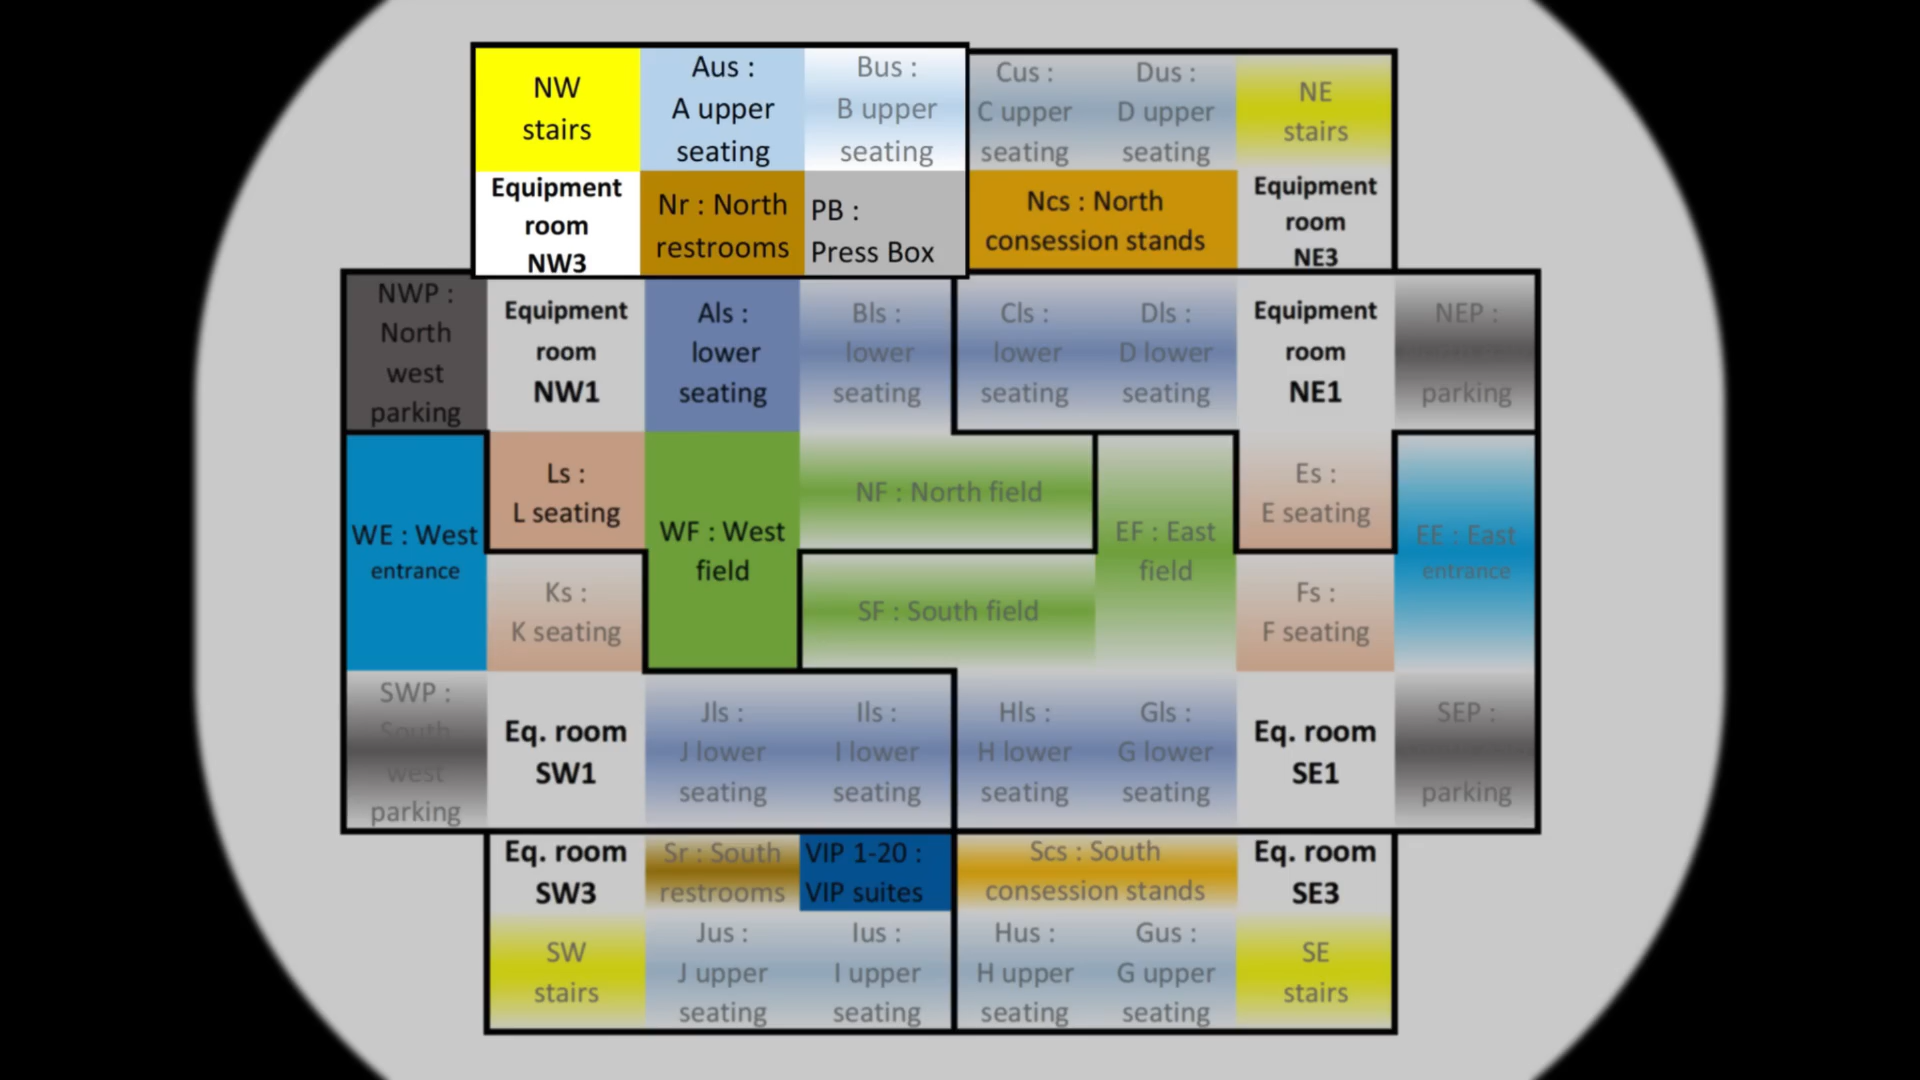 NW
stairs
Aus :
A upper
seating
Bus :
B upper
seating
Cus :
C upper
seating
Dus :
D upper
seating
NE
stairs
Equipment
room
NW3
Nr : North
restrooms
PB :
Press Box
Ncs : North
consession stands
Equipment
room
NE3
NWP :
North
west
parking
Equipment
room
NW1
Als :
lower
seating
Bls :
lower
seating
Cls :
lower
seating
Dls :
D lower
seating
Equipment
room
NE1
NEP :
parking
WE : West
entrance
Ls :
L seating
WF : West
field
NF : North field
EF : East
field
Es :
E seating
EE : East
entrance
Ks :
K seating
SF : South field
Fs :
F seating
SWP :
South
west
parking
Eq. room
SW1
Jls :
J lower
seating
Ils :
I lower
seating
Hls :
H lower
seating
Gls :
G lower
seating
Eq. room
SE1
SEP :
parking
Eq. room
SW3
Sr : South
restrooms
VIP 1-20 :
VIP suites
Scs : South
consession stands
Eq. room
SE3
SW
stairs
Jus :
J upper
seating
Ius :
I upper
seating
Hus :
H upper
seating
Gus :
G upper
seating
SE
stairs